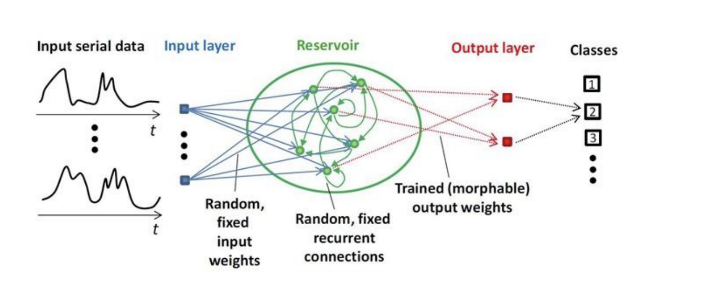 Input serial data
Input layer
Reservoir
Output layer
Classes
t
t
1
2
3
Random,
fixed
input
weights
Random, fixed
recurrent
connections
Trained (morphable)
output weights